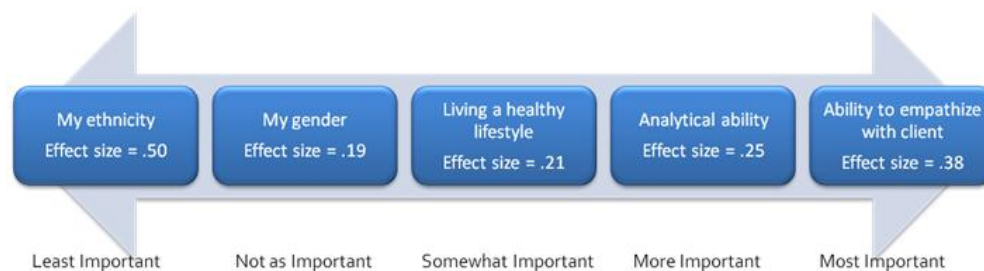 My ethnicity
Effect size = .50
My gender
Effect size = .19
Living a healthy
lifestyle
Effect size = .21
Analytical ability
Effect size = .25
Ability to empathize
with client
Effect size = .38
Least Important
Not as Important
Somewhat Important
More Important
Most Important